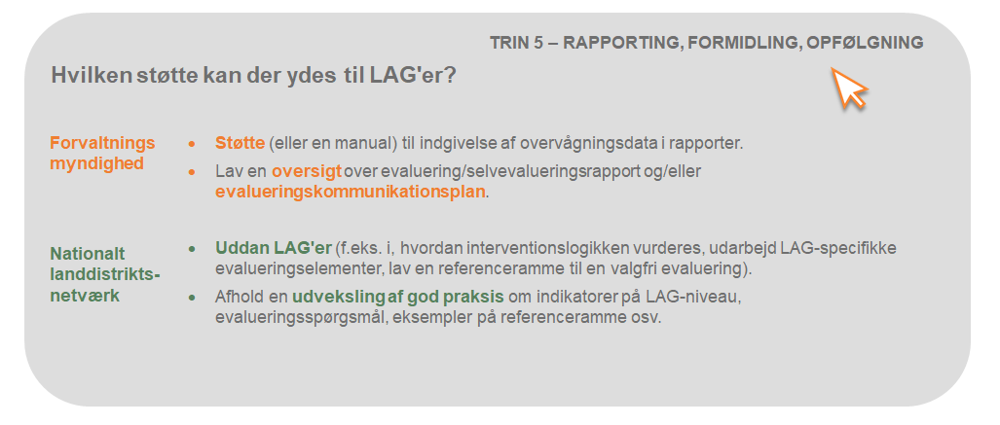 TRIN 5 – RAPPORTING, FORMIDLING, OPFØLGNING
Hvilken støtte kan der ydes til LAG'er?
Forvaltnings
myndighed
• Støtte (eller en manual) til indgivelse af overvågningsdata i rapporter.
• Lav en oversigt over evaluering/selvevalueringsrapport og/eller
evalueringskommunikationsplan.
Nationalt
landdistrikts-
netværk
• Uddan LAG'er (f.eks. i, hvordan interventionslogikken vurderes, udarbejd LAG-specifikke
evalueringselementer, lav en referenceramme til en valgfri evaluering).
• Afhold en udveksling af god praksis om indikatorer på LAG-niveau,
evalueringsspørgsmål, eksempler på referenceramme osv.